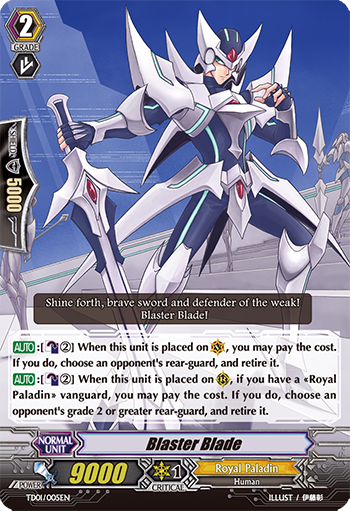 2
GRADE
SHIELD
5000
Shine forth, brave sword and defender of the weak!
Blaster Blade!
AUTO:[②] When this unit is placed on , you may pay the cost.
If you do, choose an opponent's rear-guard, and retire it.
AUTO:[②] When this unit is placed on , if you have a «Royal
Paladin» vanguard, you may pay the cost. If you do, choose an
opponent's grade 2 or greater rear-guard, and retire it.
NORMAL
UNIT
Blaster Blade
POWER
9000
1
CRITICAL
Royal Paladin
Human
TD01/005EN
ILLUST / 伊藤彰